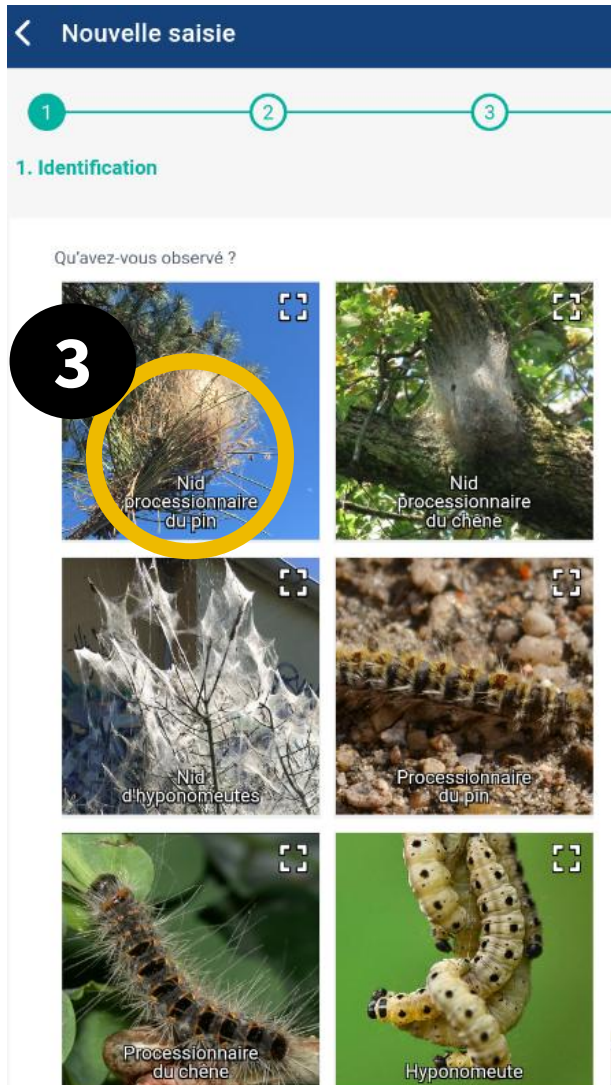 Nouvelle saisie
1 2 3
1. Identification
Qu'avez-vous observé ?
3
Nid
processionnaire
du pin
Nid
processionnaire
du chêne
Nid
d'hyponomeutes
Processionnaire
du pin
Processionnaire
du chêne
Hyponomeute